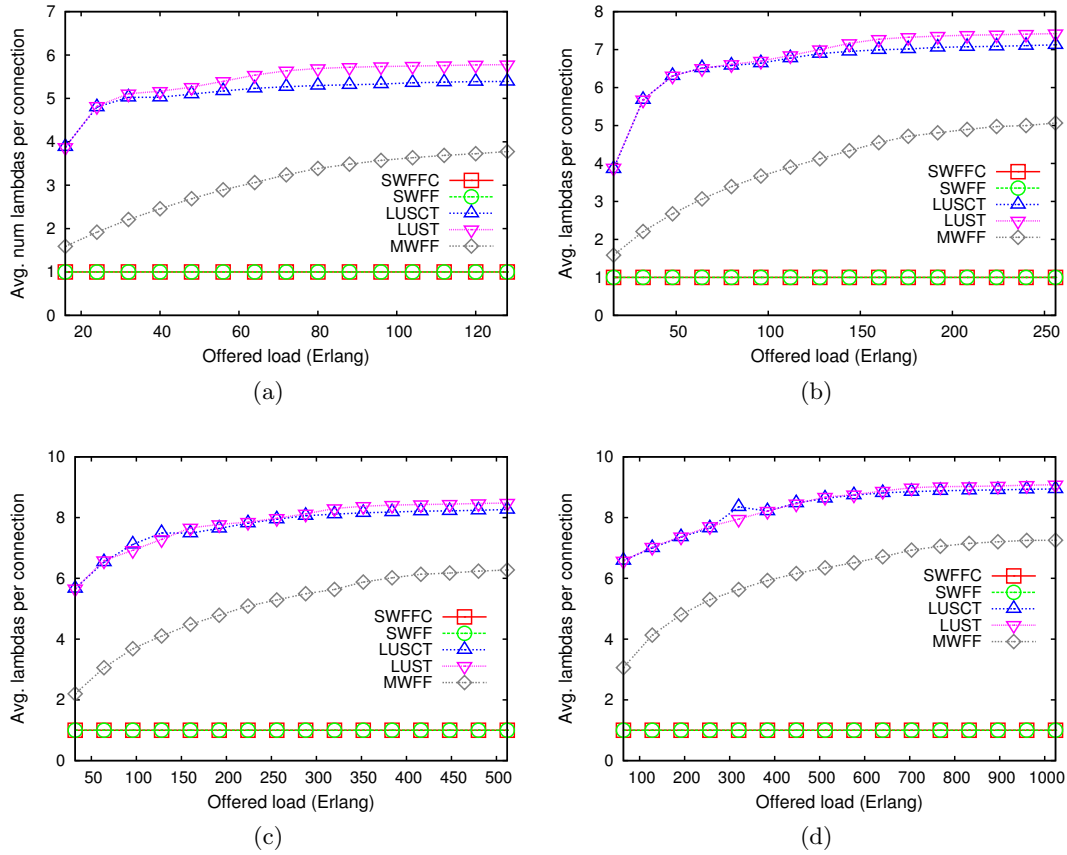 Avg. num lambdas per connection
7
6
5
4
3
2
1
0
20 40 60 80 100 120
Offered load (Erlang)
SWFFC
SWFF
LUSCT
LUST
MWFF
(a)
Avg. lambdas per connection
8
7
6
5
4
3
2
1
0
50 100 150 200 250
Offered load (Erlang)
SWFFC
SWFF
LUSCT
LUST
MWFF
(b)
Avg. lambdas per connection
10
8
6
4
2
0
50 100 150 200 250 300 350 400 450 500
Offered load (Erlang)
SWFFC
SWFF
LUSCT
LUST
MWFF
(c)
Avg. lambdas per connection
10
8
6
4
2
0
100 200 300 400 500 600 700 800 900 1000
Offered load (Erlang)
SWFFC
SWFF
LUSCT
LUST
MWFF
(d)